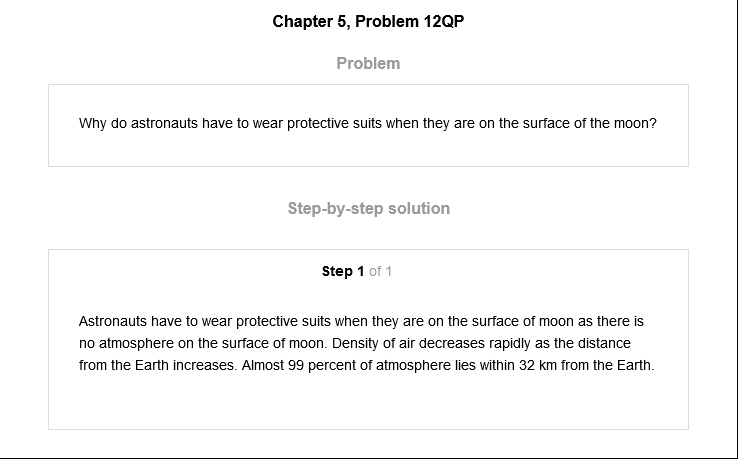 Chapter 5, Problem 12QP
Problem
Why do astronauts have to wear protective suits when they are on the surface of the moon?
Step-by-step solution
Step 1 of 1
Astronauts have to wear protective suits when they are on the surface of moon as there is
no atmosphere on the surface of moon. Density of air decreases rapidly as the distance
from the Earth increases. Almost 99 percent of atmosphere lies within 32 km from the Earth.